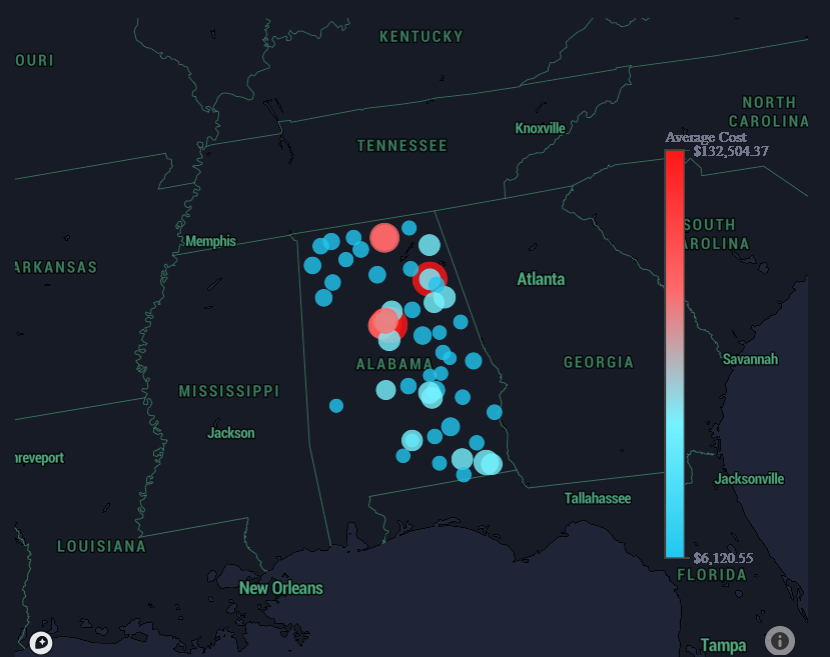 KENTUCKY
OURI
NORTH
CAROLINA
Knoxville
Average Cost
TENNESSEE
$132,504.37
SOUTH
AROLINA
Memphis
ARKANSAS
Atlanta
Savannah
ALABAMA
GEORGIA
MISSISSIPPI
Jackson
reveport
Jacksonville
Tallahassee
LOUISIANA
$6,120.55
FLORIDA
New Orleans
Tampa